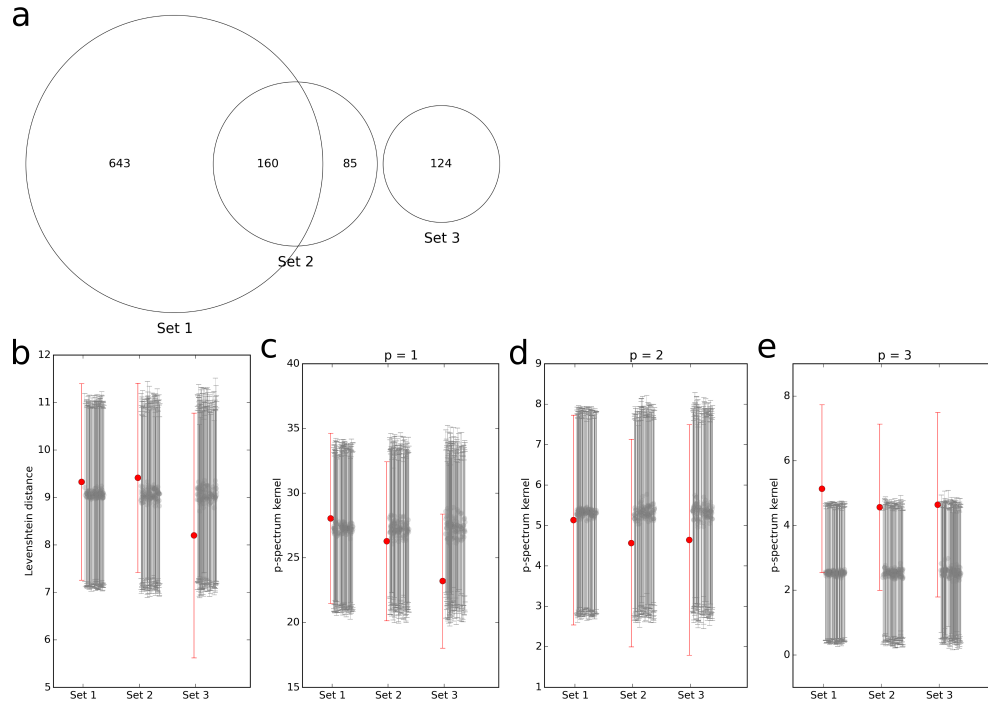 a
643
160
85
124
Set 3
Set 2
Set 1
b
12
11
10
9
8
7
6
5
Levenshtein distance
Set 1
Set 2
Set 3
c
p = 1
40
35
30
25
20
15
p-spectrum kernel
Set 1
Set 2
Set 3
d
p = 2
9
8
7
6
5
4
3
2
1
p-spectrum kernel
Set 1
Set 2
Set 3
e
p = 3
8
6
4
2
0
p-spectrum kernel
Set 1
Set 2
Set 3